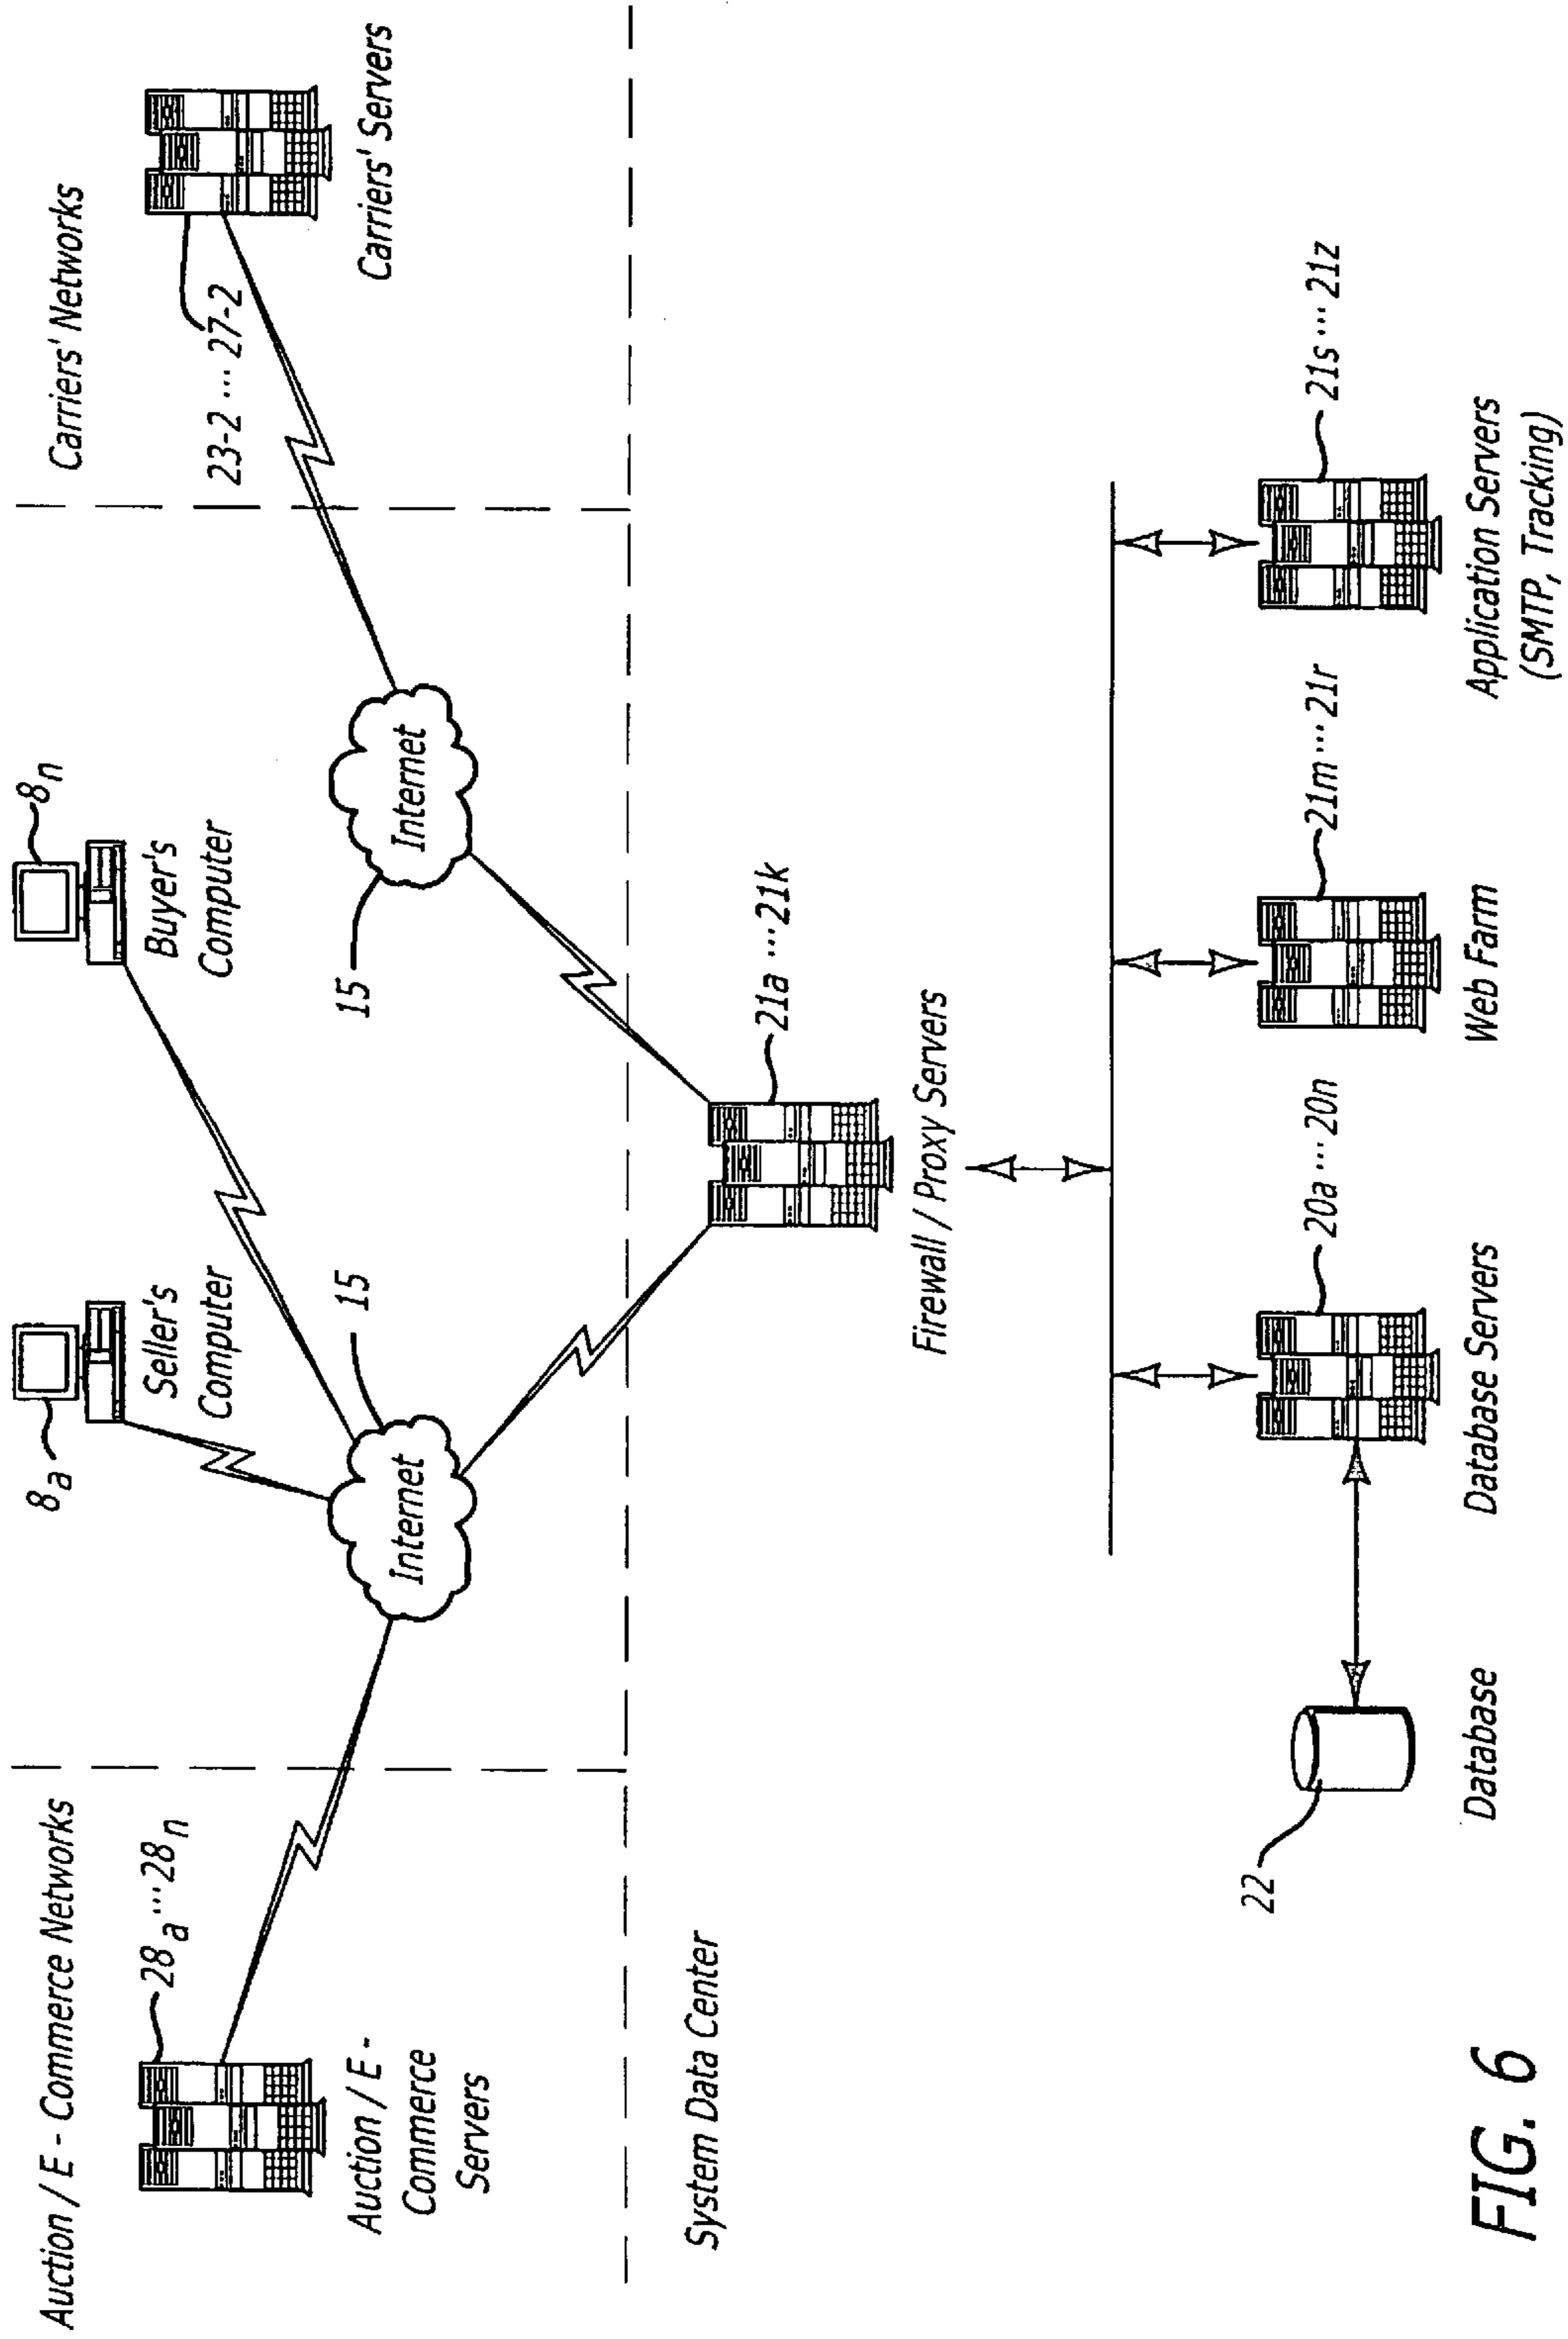 Auction / E - Commerce Networks
Carriers' Networks
8a
8n
28a ... 28n
Seller's
Computer
Buyer's
Computer
23-2 ... 27-2
Auction / E -
Commerce
Servers
15
15
Internet
Internet
Carriers' Servers
System Data Center
21a ... 21k
Firewall / Proxy Servers
22
20a ... 20n
21m ... 21r
21s ... 21z
Database
Database Servers
Web Farm
Application Servers
(SMTP, Tracking)
FIG. 6